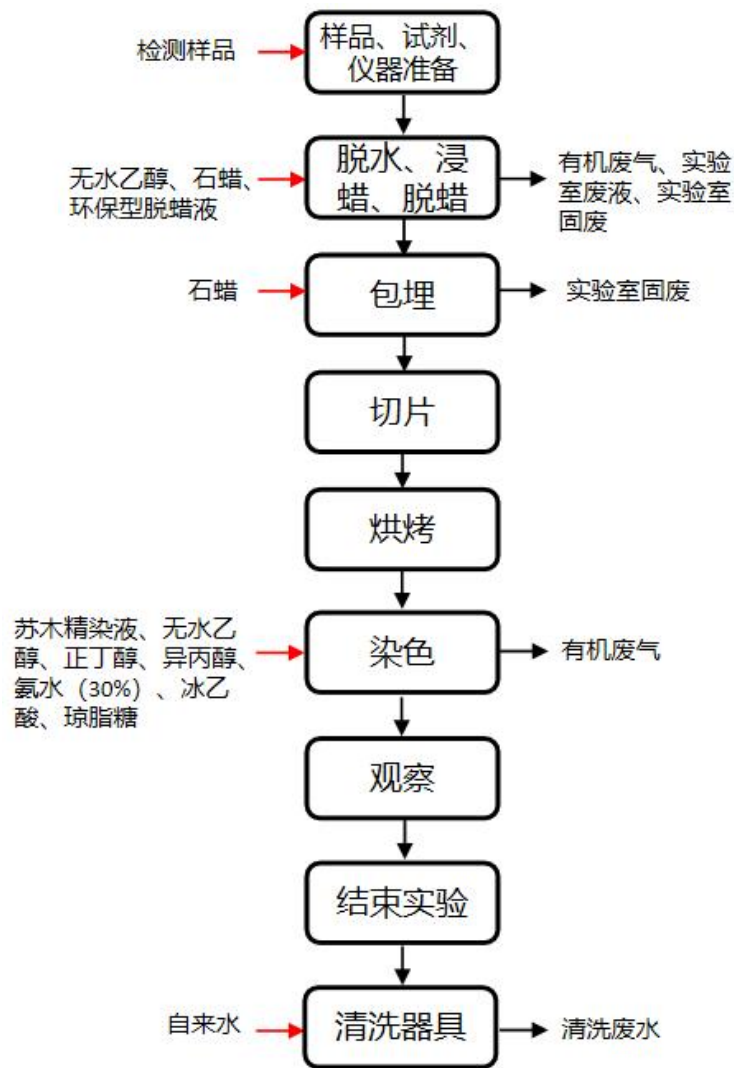 检测样品
样品、试剂、
仪器准备
无水乙醇、石蜡、
环保型脱蜡液
脱水、浸
蜡、脱蜡
有机废气、实验
室废液、实验室
固废
石蜡
包埋
实验室固废
切片
烘烤
苏木精染液、无水乙
醇、正丁醇、异丙醇、
氨水（30%）、冰乙
酸、琼脂糖
染色
有机废气
观察
结束实验
自来水
清洗器具
清洗废水